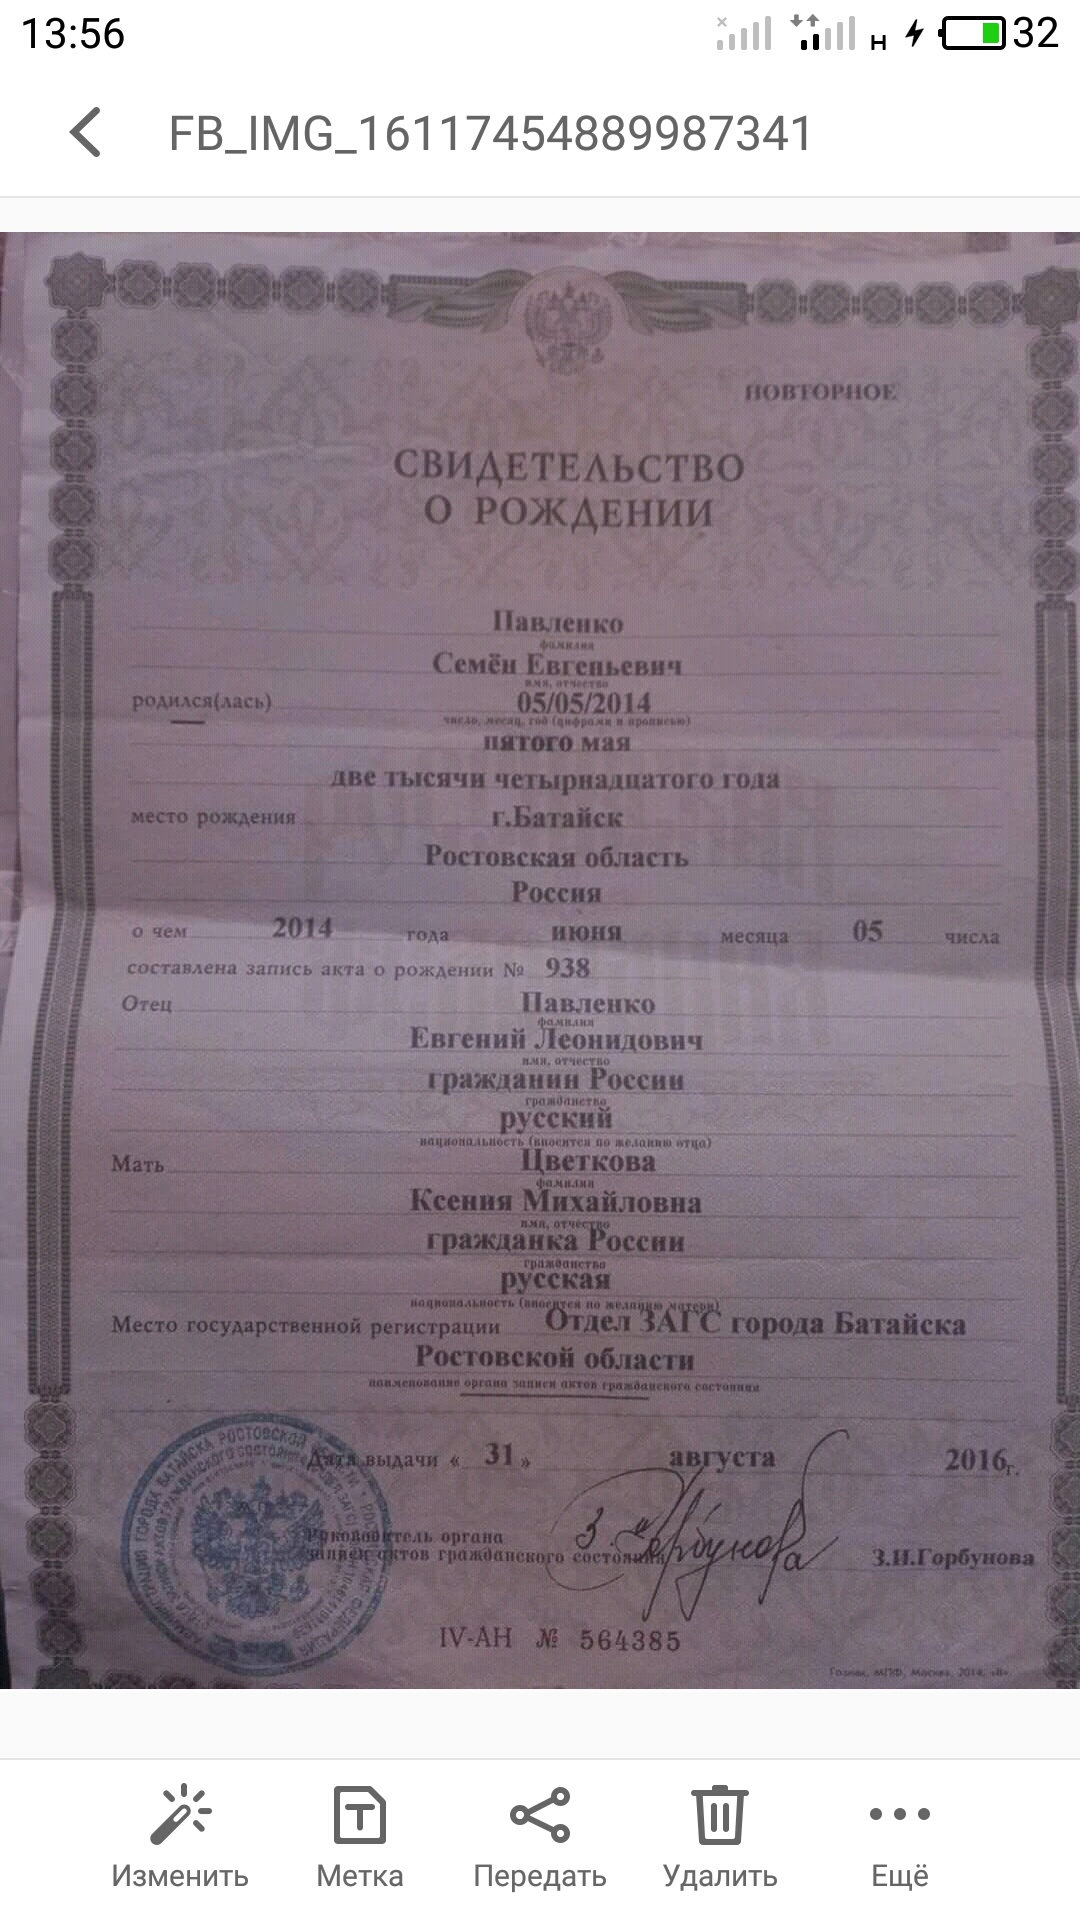 13:56
H
32
FB_IMG_16117454889987341
ПОВТОРНОЕ
СВИДЕТЕЛЬСТВО
О РОЖДЕНИИ
Павленко
фамилия
Семён Евгеньевич
имя, отчество
родился(лась) 05/05/2014
число, месяц, год (цифрами и прописью)
пятого мая
две тысячи четырнадцатого года
место рождения г.Батайск
Ростовская область
Россия
о чем 2014 года июня месяца 05 числа
составлена запись акта о рождении № 938
Отец Павленко
фамилия
Евгений Леонидович
имя, отчество
гражданин России
гражданство
русский
национальность (вносится по желанию отца)
Мать Цветкова
фамилия
Ксения Михайловна
имя, отчество
гражданка России
гражданство
русская
национальность (вносится по желанию матери)
Место государственной регистрации Отдел ЗАГС города Батайска
Ростовской области
наименование органа записи актов гражданского состояния
Дата выдачи « 31 » августа 2016 г.
Руководитель органа
записи актов гражданского состояния З.И.Горбунова
IV-АН № 564385
Гознак, МПФ, Москва, 2014, «В».
Изменить
Метка
Передать
Удалить
Ещё